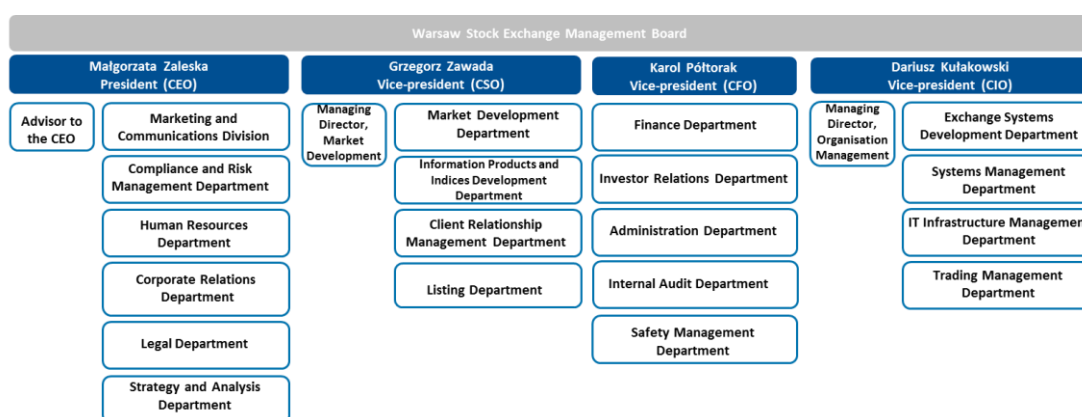 Warsaw Stock Exchange Management Board
Małgorzata Zaleska
President (CEO)
Advisor to
the CEO
Marketing and
Communications Division
Compliance and Risk
Management Department
Human Resources
Department
Corporate Relations
Department
Legal Department
Strategy and Analysis
Department
Grzegorz Zawada
Vice-president (CSO)
Managing
Director,
Market
Development
Market Development
Department
Information Products and
Indices Development
Department
Client Relationship
Management Department
Listing Department
Karol Półtorak
Vice-president (CFO)
Finance Department
Investor Relations Department
Administration Department
Internal Audit Department
Safety Management
Department
Dariusz Kułakowski
Vice-president (CIO)
Managing
Director,
Organisation
Management
Exchange Systems
Development Department
Systems Management
Department
IT Infrastructure Managemen
Department
Trading Management
Department